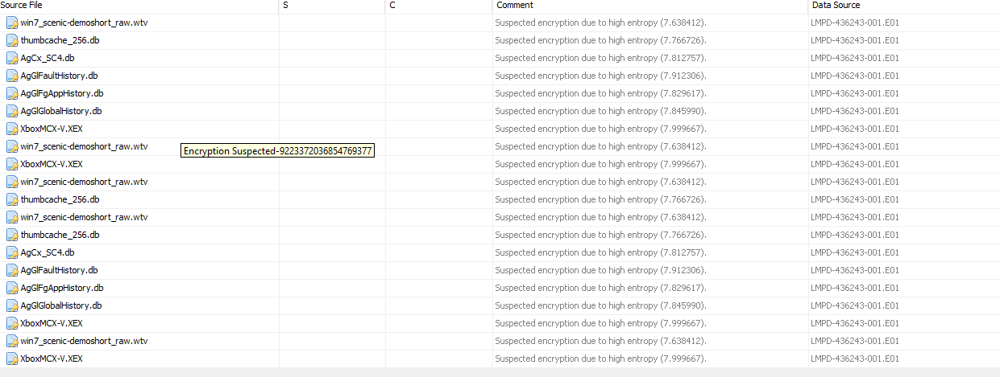 Source File S C Comment Data Source
win7_scenic-demoshort_raw.wtv Suspected encryption due to high entropy (7.638412). LMPD-436243-001.E01
thumbcache_256.db Suspected encryption due to high entropy (7.766726). LMPD-436243-001.E01
AgCx_SC4.db Suspected encryption due to high entropy (7.812757). LMPD-436243-001.E01
AgGlFaultHistory.db Suspected encryption due to high entropy (7.912306). LMPD-436243-001.E01
AgGlFgAppHistory.db Suspected encryption due to high entropy (7.829617). LMPD-436243-001.E01
AgGlGlobalHistory.db Suspected encryption due to high entropy (7.845990). LMPD-436243-001.E01
XboxMCX-V.XEX Suspected encryption due to high entropy (7.999667). LMPD-436243-001.E01
win7_scenic-demoshort_raw.wtv Suspected encryption due to high entropy (7.638412). LMPD-436243-001.E01
Encryption Suspected-9223372036854769377
XboxMCX-V.XEX Suspected encryption due to high entropy (7.999667). LMPD-436243-001.E01
win7_scenic-demoshort_raw.wtv Suspected encryption due to high entropy (7.638412). LMPD-436243-001.E01
thumbcache_256.db Suspected encryption due to high entropy (7.766726). LMPD-436243-001.E01
win7_scenic-demoshort_raw.wtv Suspected encryption due to high entropy (7.638412). LMPD-436243-001.E01
thumbcache_256.db Suspected encryption due to high entropy (7.766726). LMPD-436243-001.E01
AgCx_SC4.db Suspected encryption due to high entropy (7.812757). LMPD-436243-001.E01
AgGlFaultHistory.db Suspected encryption due to high entropy (7.912306). LMPD-436243-001.E01
AgGlFgAppHistory.db Suspected encryption due to high entropy (7.829617). LMPD-436243-001.E01
AgGlGlobalHistory.db Suspected encryption due to high entropy (7.845990). LMPD-436243-001.E01
XboxMCX-V.XEX Suspected encryption due to high entropy (7.999667). LMPD-436243-001.E01
win7_scenic-demoshort_raw.wtv Suspected encryption due to high entropy (7.638412). LMPD-436243-001.E01
XboxMCX-V.XEX Suspected encryption due to high entropy (7.999667). LMPD-436243-001.E01